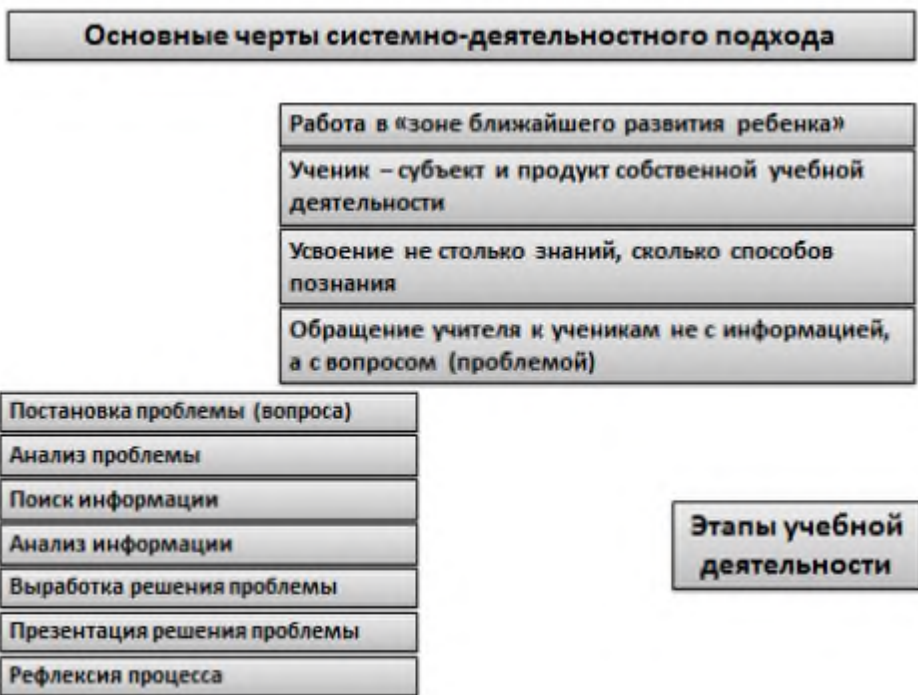 Основные черты системно-деятельностного подхода
Работа в «зоне ближайшего развития ребенка»
Ученик – субъект и продукт собственной учебной
деятельности
Усвоение не столько знаний, сколько способов
познания
Обращение учителя к ученикам не с информацией,
а с вопросом (проблемой)
Постановка проблемы (вопроса)
Анализ проблемы
Поиск информации
Анализ информации
Выработка решения проблемы
Презентация решения проблемы
Рефлексия процесса
Этапы учебной
деятельности